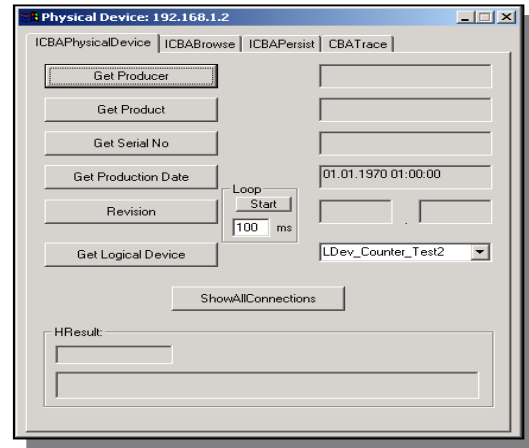 Physical Device: 192.168.1.2
ICBAPhysicalDevice ICBABrowse ICBAPersist CBATrace
Get Producer
Get Product
Get Serial No
Get Production Date 01.01.1970 01:00:00
Loop
Revision Start .
100 ms
Get Logical Device LDev_Counter_Test2
ShowAllConnections
HResult: